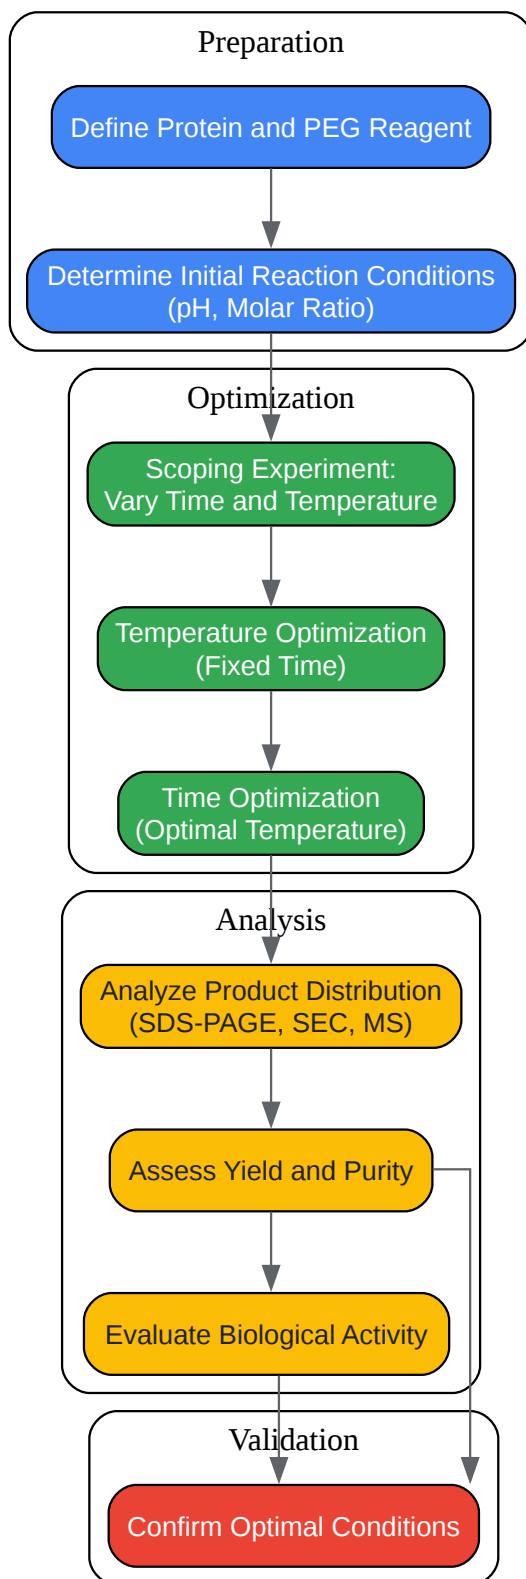 Preparation
Define Protein and PEG Reagent
Determine Initial Reaction Conditions
(pH, Molar Ratio)
Optimization
Scoping Experiment:
Vary Time and Temperature
Temperature Optimization
(Fixed Time)
Time Optimization
(Optimal Temperature)
Analysis
Analyze Product Distribution
(SDS-PAGE, SEC, MS)
Assess Yield and Purity
Evaluate Biological Activity
Validation
Confirm Optimal Conditions